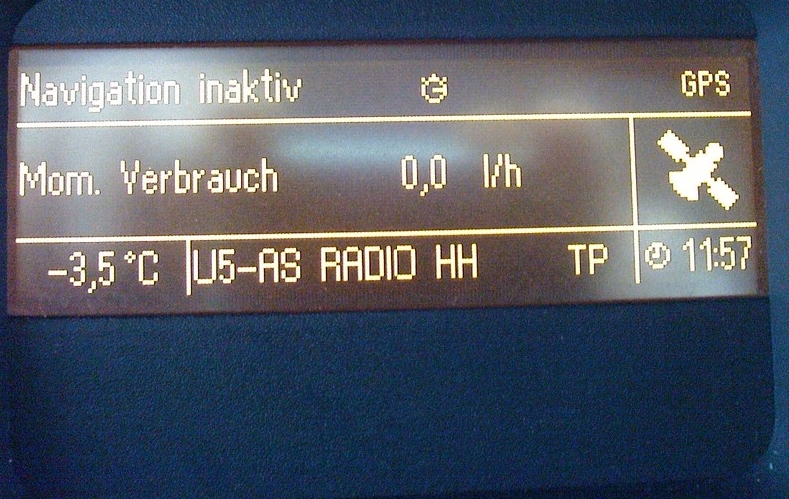 Navigation inaktiv GPS
Mom. Verbrauch 0,0 l/h
-3,5°C U5-AS RADIO HH TP 11:57